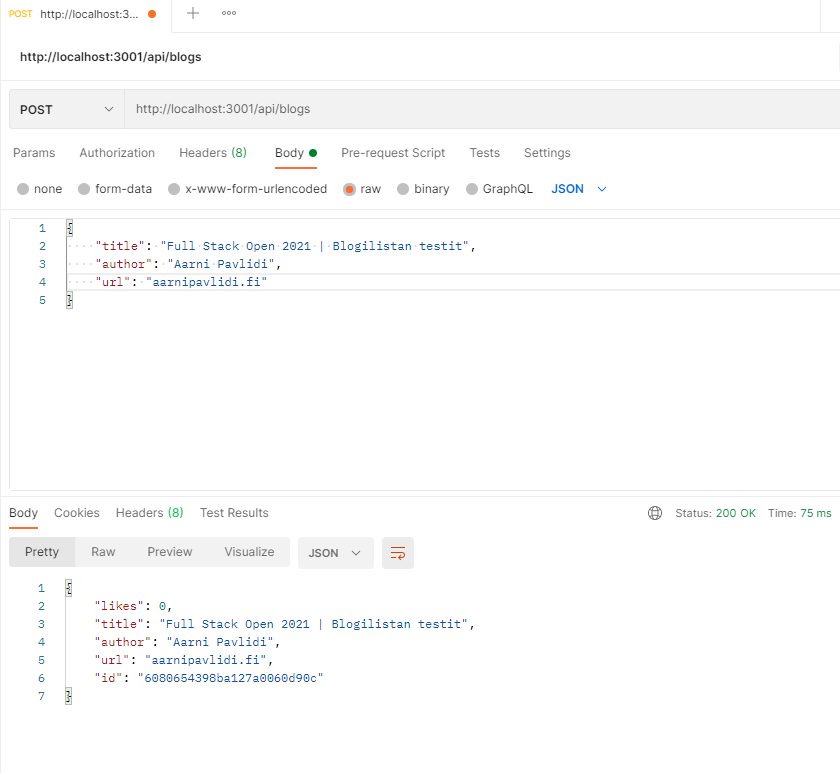 POST http://localhost:3... + ooo
http://localhost:3001/api/blogs
POST http://localhost:3001/api/blogs
Params Authorization Headers (8) Body Pre-request Script Tests Settings
none form-data x-www-form-urlencoded raw binary GraphQL JSON
1 {
2 "title": "Full Stack Open 2021 | Blogilistan testit",
3 "author": "Aarni Pavlidi",
4 "url": "aarnipavlidi.fi"
5 }
Body Cookies Headers (8) Test Results Status: 200 OK Time: 75 ms
Pretty Raw Preview Visualize JSON
1 {
2 "likes": 0,
3 "title": "Full Stack Open 2021 | Blogilistan testit",
4 "author": "Aarni Pavlidi",
5 "url": "aarnipavlidi.fi",
6 "id": "6080654398ba127a0060d90c"
7 }